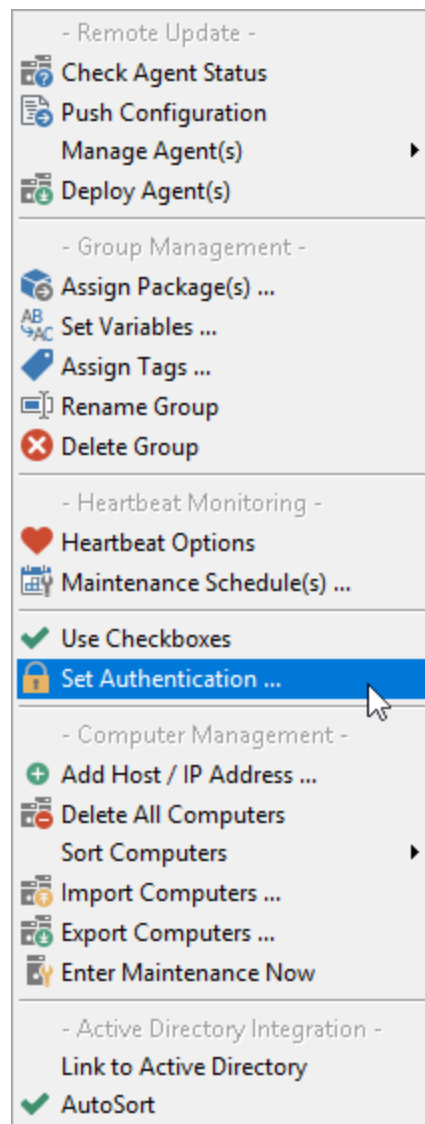 - Remote Update -
Check Agent Status
Push Configuration
Manage Agent(s)
Deploy Agent(s)
- Group Management -
Assign Package(s) ...
AB
AC
Set Variables ...
Assign Tags ...
Rename Group
Delete Group
- Heartbeat Monitoring -
Heartbeat Options
Maintenance Schedule(s) ...
Use Checkboxes
Set Authentication ...
- Computer Management -
Add Host / IP Address ...
Delete All Computers
Sort Computers
Import Computers ...
Export Computers ...
Enter Maintenance Now
- Active Directory Integration -
Link to Active Directory
AutoSort